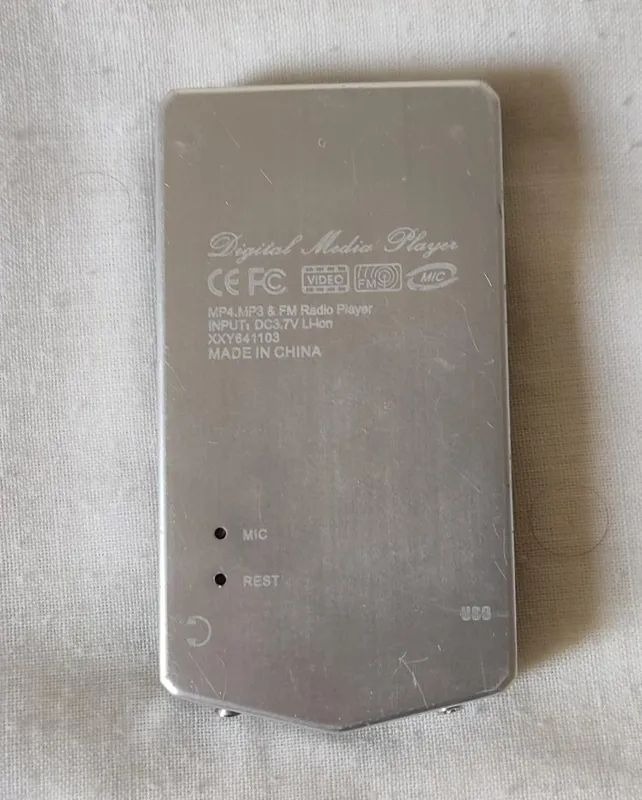 Digital Media Player
CE FC VIDEO FM MIC
MP4,MP3 & FM Radio Player
INPUT: DC3.7V Li-ion
XXY641103
MADE IN CHINA
MIC
REST
USB